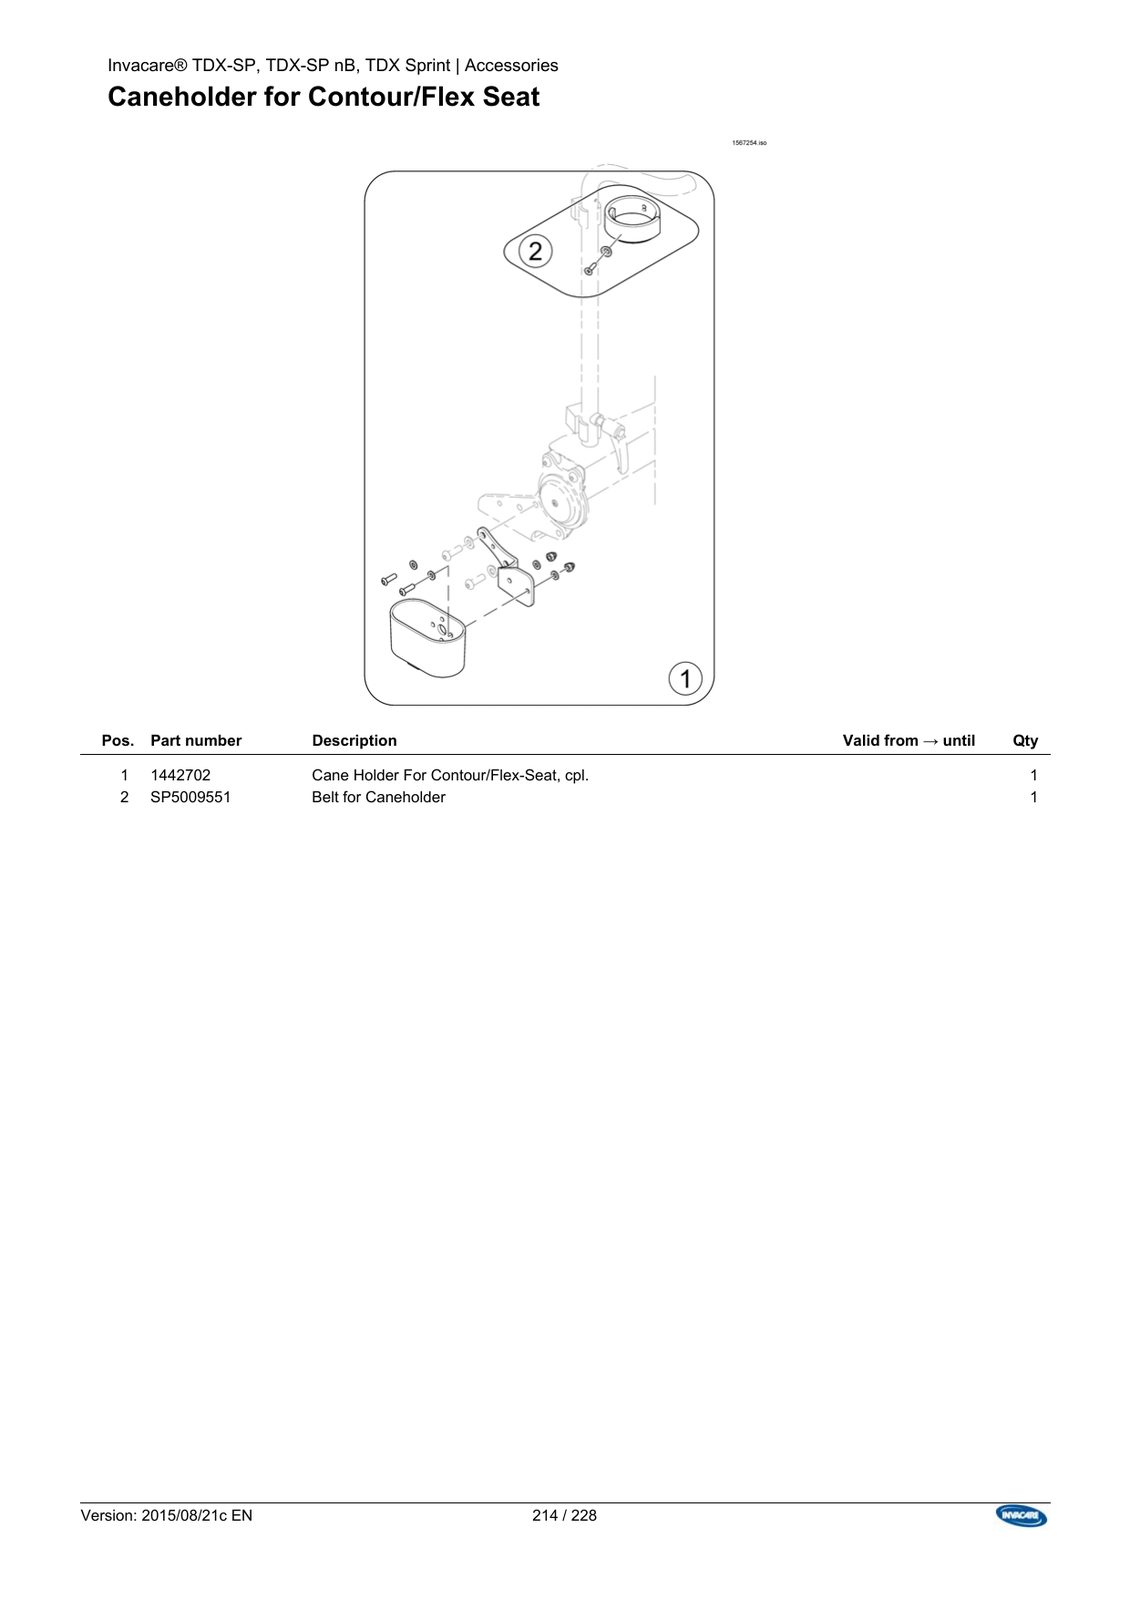 Invacare® TDX-SP, TDX-SP nB, TDX Sprint | Accessories
Caneholder for Contour/Flex Seat
1567254.iso
2
1
Pos. Part number Description Valid from → until Qty
1 1442702 Cane Holder For Contour/Flex-Seat, cpl. 1
2 SP5009551 Belt for Caneholder 1
Version: 2015/08/21c EN 214 / 228 INVACARE